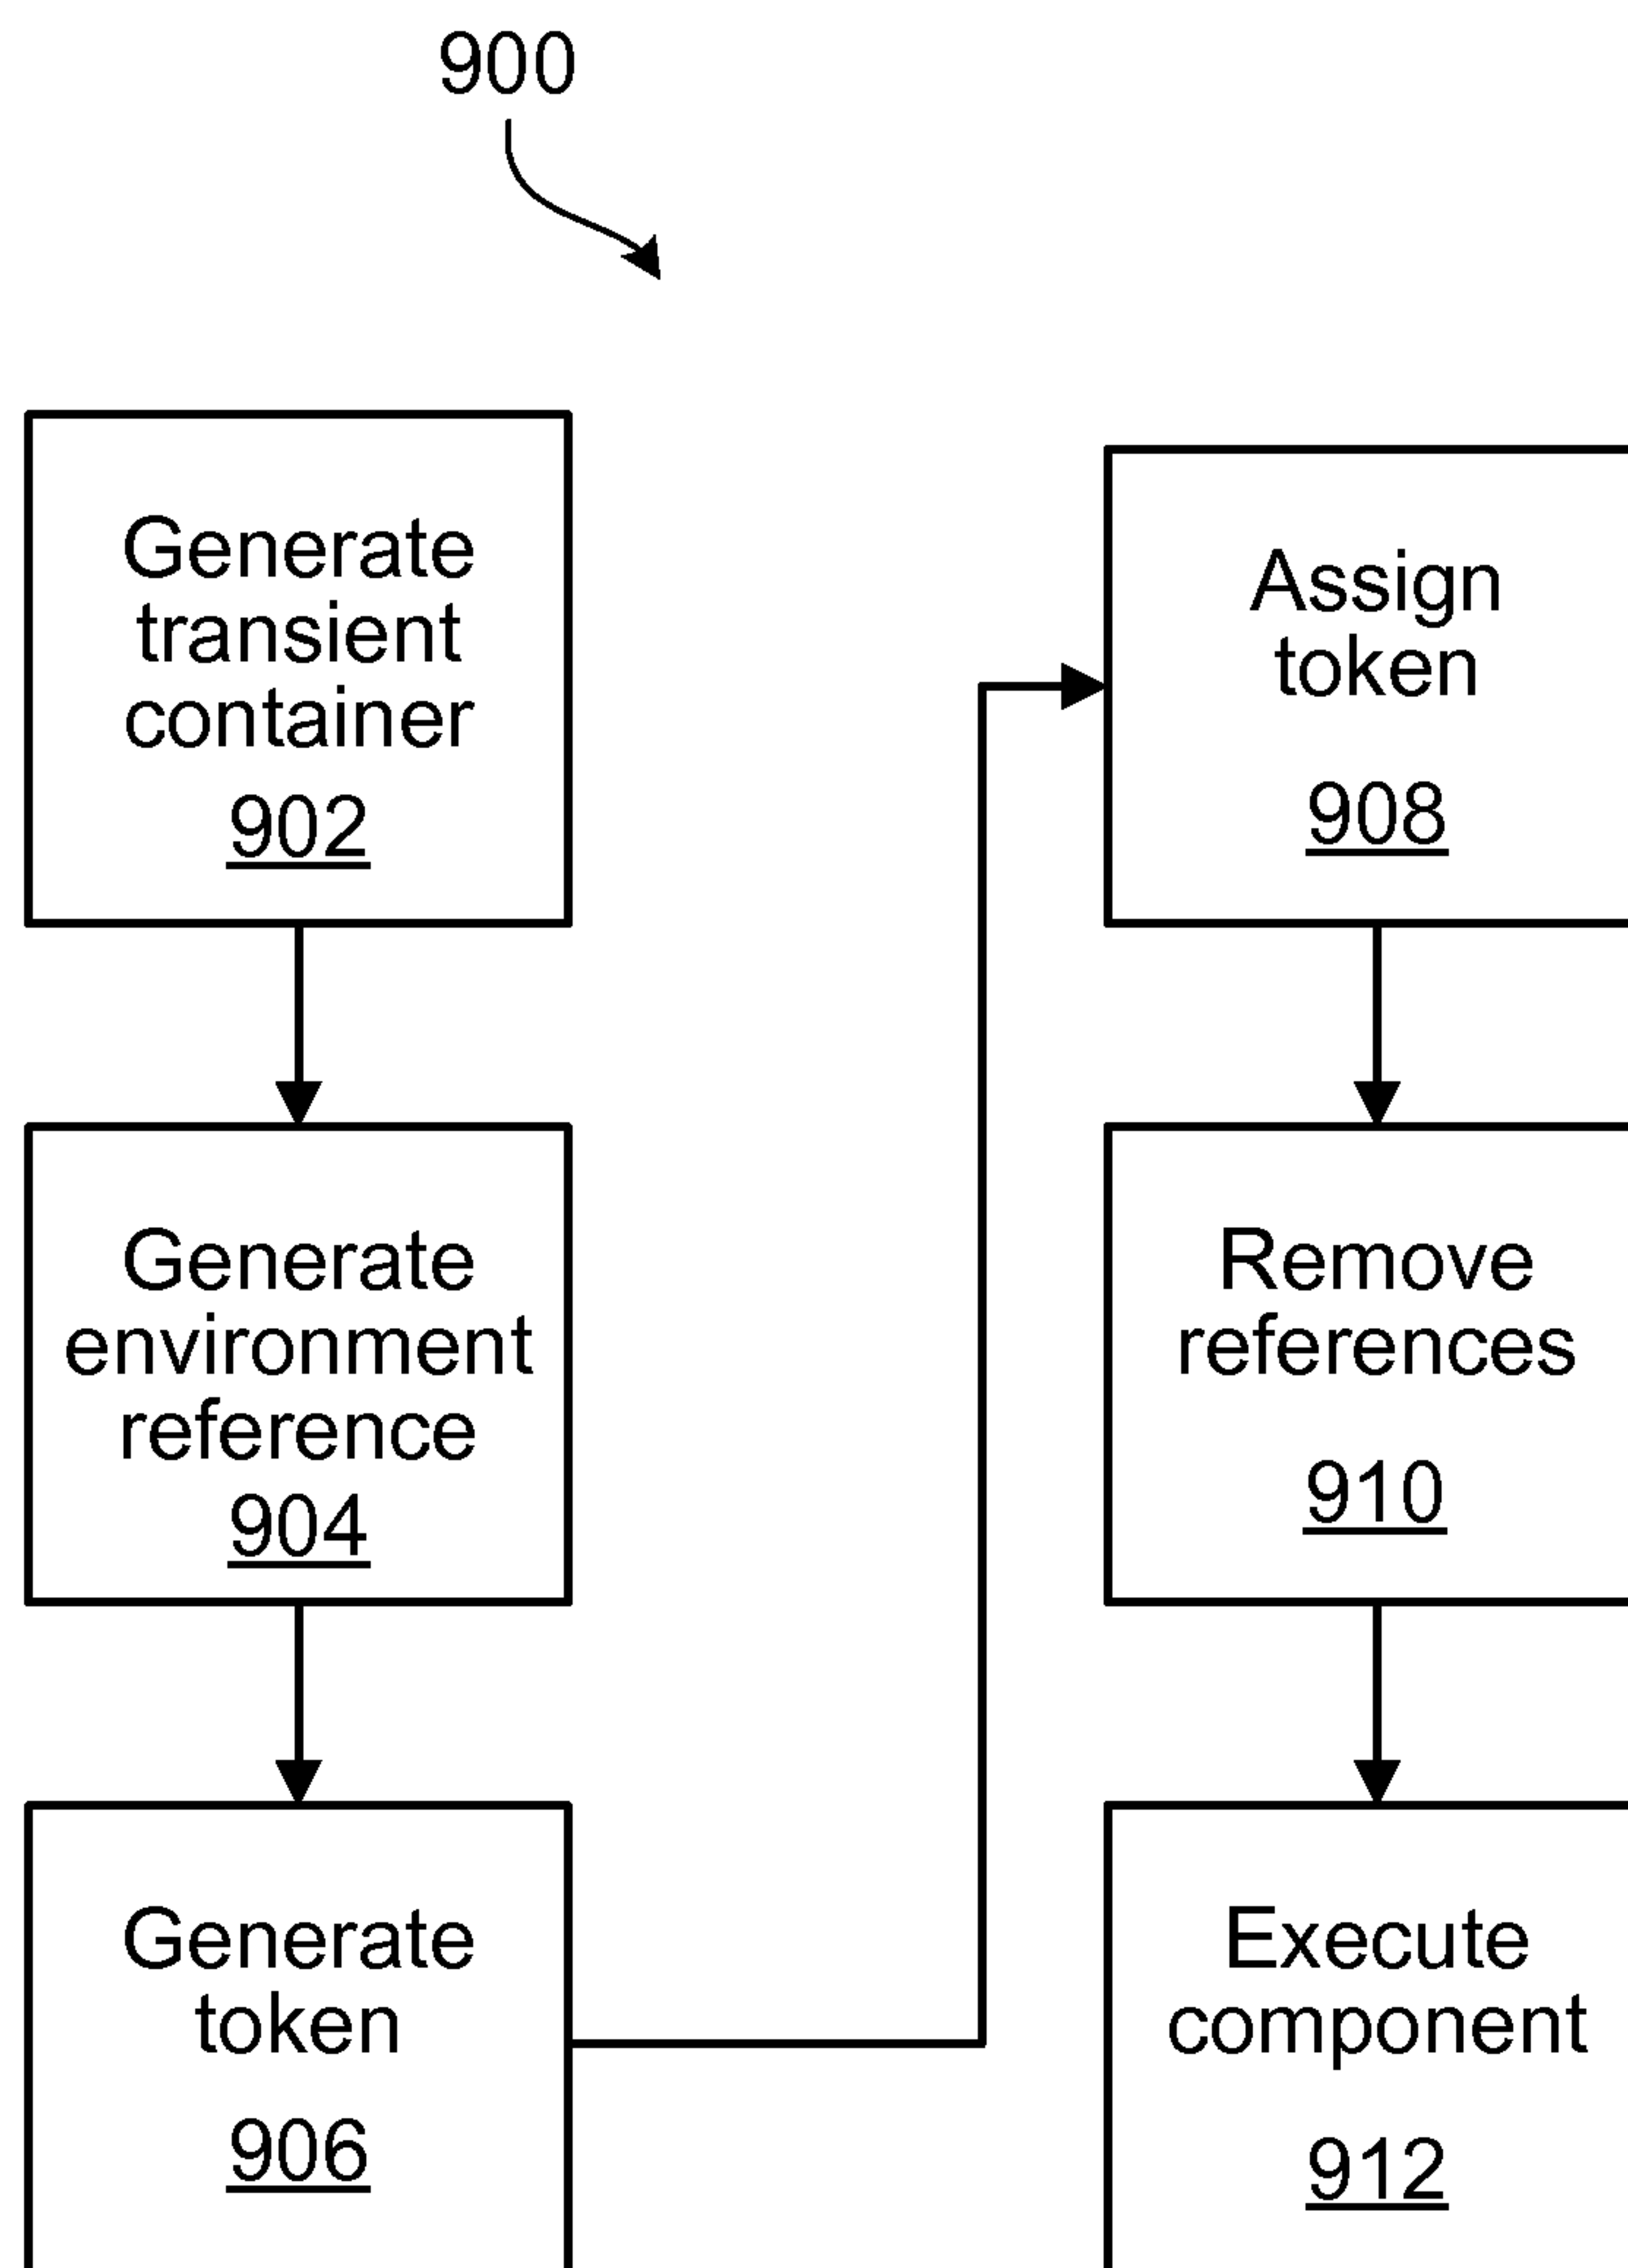 900
Generate
transient
container
902
Generate
environment
reference
904
Generate
token
906
Assign
token
908
Remove
references
910
Execute
component
912